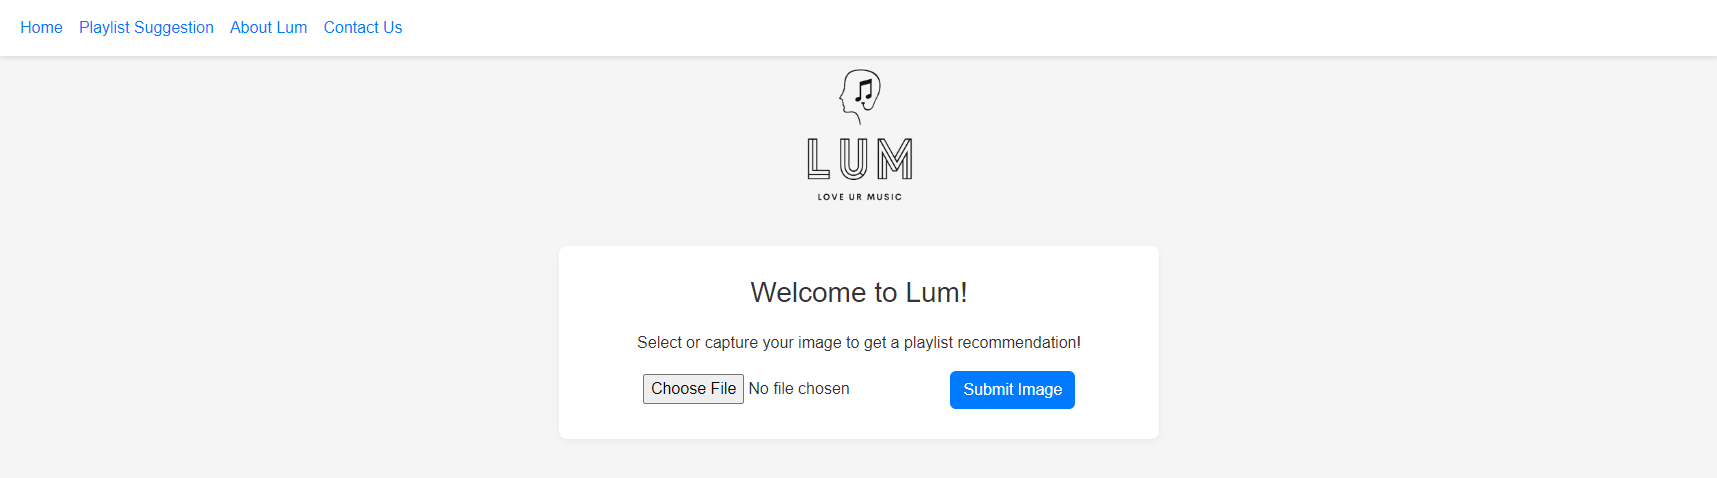 Home Playlist Suggestion About Lum Contact Us
LUM
LOVE UR MUSIC
Welcome to Lum!
Select or capture your image to get a playlist recommendation!
Choose File No file chosen Submit Image